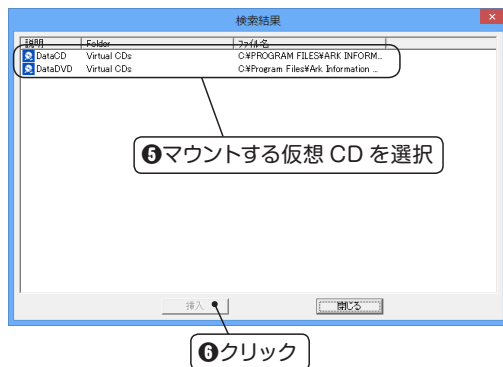 検索結果
説明 Folder ファイル名
DataCD Virtual CDs C:¥PROGRAM FILES¥ARK INFORM...
DataDVD Virtual CDs C:¥Program Files¥Ark Information ...
❺マウントする仮想 CD を選択
挿入 閉じる
❻クリック